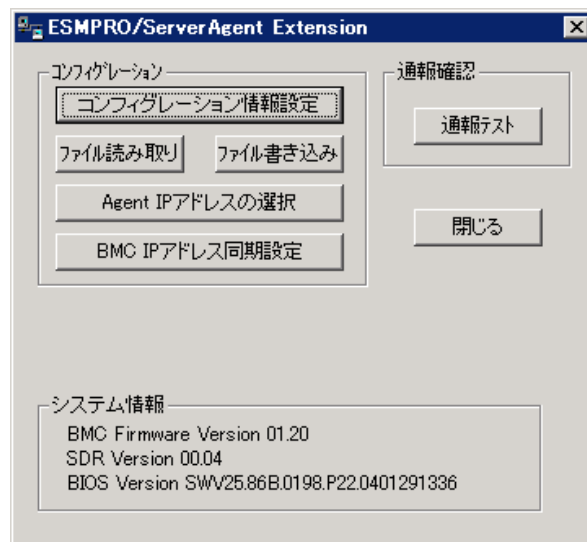 ESMPRO/ServerAgent Extension
コンフィグレーション
コンフィグレーション情報設定
ファイル読み取り ファイル書き込み
Agent IPアドレスの選択
BMC IPアドレス同期設定
通報確認
通報テスト
閉じる
システム情報
BMC Firmware Version 01.20
SDR Version 00.04
BIOS Version SWV25.86B.0198.P22.0401291336